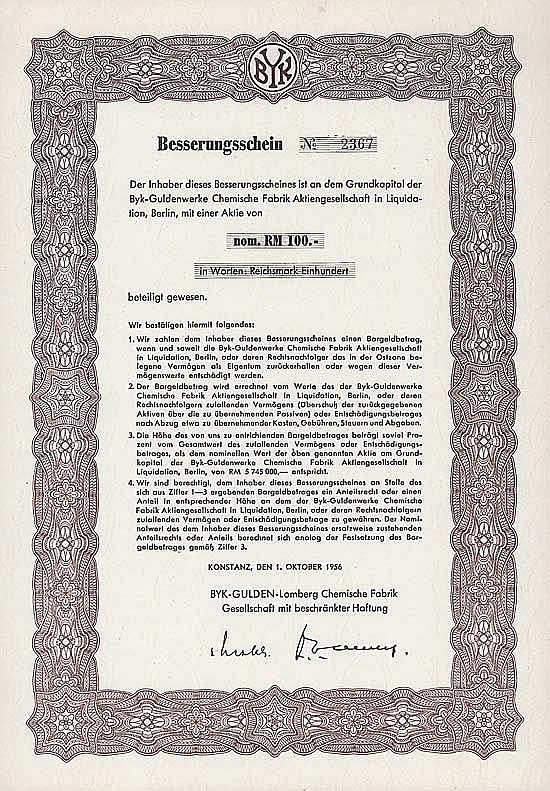 BYK
Besserungsschein № 2367
Der Inhaber dieses Besserungsscheines ist an dem Grundkapital der
Byk-Guldenwerke Chemische Fabrik Aktiengesellschaft in Liquida-
tion, Berlin, mit einer Aktie von
nom. RM 100.-
in Worten: Reichsmark Einhundert
beteiligt gewesen.
Wir bestätigen hiermit folgendes:
1. Wir zahlen dem Inhaber dieses Besserungsscheines einen Bargeldbetrag,
wenn und soweit die Byk-Guldenwerke Chemische Fabrik Aktiengesellschaft
in Liquidation, Berlin, oder deren Rechtsnachfolger das in der Ostzone be-
legene Vermögen als Eigentum zurückerhalten oder wegen dieser Ver-
mögenswerte entschädigt werden.
2. Der Bargeldbetrag wird errechnet vom Werte des der Byk-Guldenwerke
Chemische Fabrik Aktiengesellschaft in Liquidation, Berlin, oder deren
Rechtsnachfolgern zufallenden Vermögens (Überschuß der zurückgegebenen
Aktiven über die zu übernehmenden Passiven) oder Entschädigungsbetrages
nach Abzug etwa zu übernehmender Kosten, Gebühren, Steuern und Abgaben.
3. Die Höhe des von uns zu entrichtenden Bargeldbetrages beträgt soviel Pro-
zent vom Gesamtwert des zufallenden Vermögens oder Entschädigungs-
betrages, als dem nominellen Wert der oben genannten Aktie am Grund-
kapital der Byk-Guldenwerke Chemische Fabrik Aktiengesellschaft in
Liquidation, Berlin, von RM 5 745 000,— entspricht.
4. Wir sind berechtigt, dem Inhaber dieses Besserungsscheines an Stelle des
sich aus Ziffer 1—3 ergebenden Bargeldbetrages ein Anteilsrecht oder einen
Anteil in entsprechender Höhe an dem der Byk-Guldenwerke Chemische
Fabrik Aktiengesellschaft in Liquidation, Berlin, oder deren Rechtsnachfolgern
zufallenden Vermögen oder Entschädigungsbetrage zu gewähren. Der Nomi-
nalwert des dem Inhaber dieses Besserungsscheines ersatzweise zustehenden
Anteilsrechts oder Anteils berechnet sich analog der Festsetzung des Bar-
geldbetrages gemäß Ziffer 3.
KONSTANZ, DEN 1. OKTOBER 1956
BYK-GULDEN-Lomberg Chemische Fabrik
Gesellschaft mit beschränkter Haftung